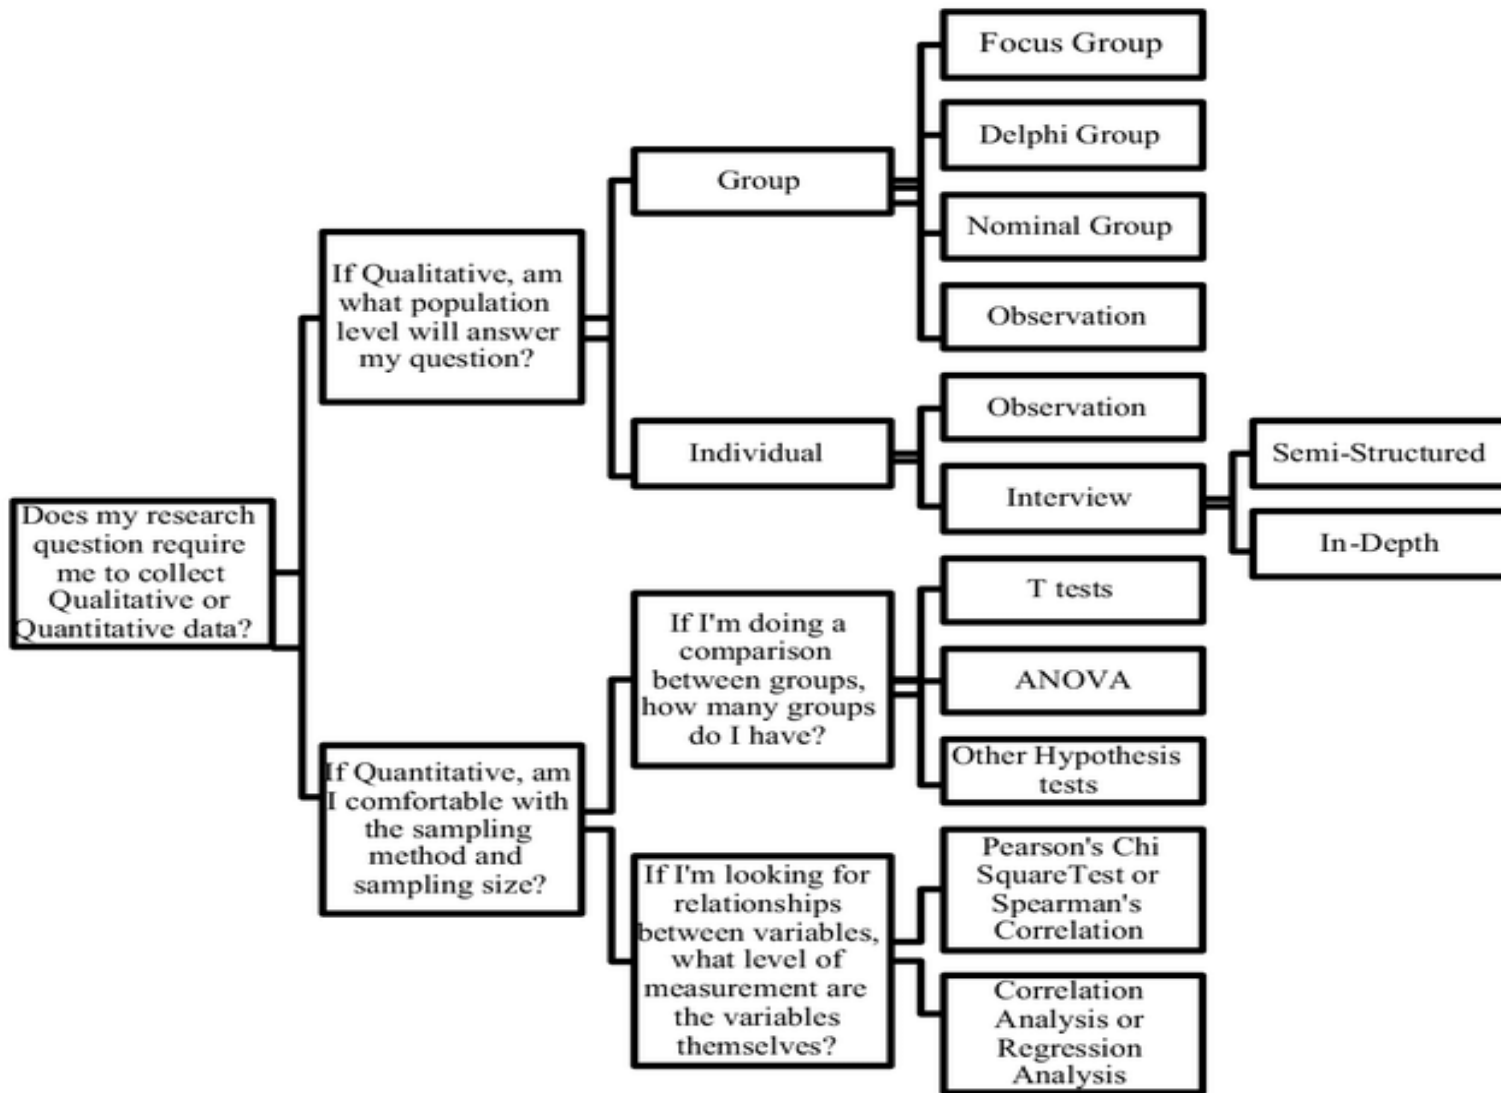 Does my research
question require
me to collect
Qualitative or
Quantitative data?
If Qualitative, am
what population
level will answer
my question?
Group
Focus Group
Delphi Group
Nominal Group
Observation
Individual
Observation
Interview
Semi-Structured
In-Depth
If Quantitative, am
I comfortable with
the sampling
method and
sampling size?
If I'm doing a
comparison
between groups,
how many groups
do I have?
T tests
ANOVA
Other Hypothesis
tests
If I'm looking for
relationships
between variables,
what level of
measurement are
the variables
themselves?
Pearson's Chi
SquareTest or
Spearman's
Correlation
Correlation
Analysis or
Regression
Analysis